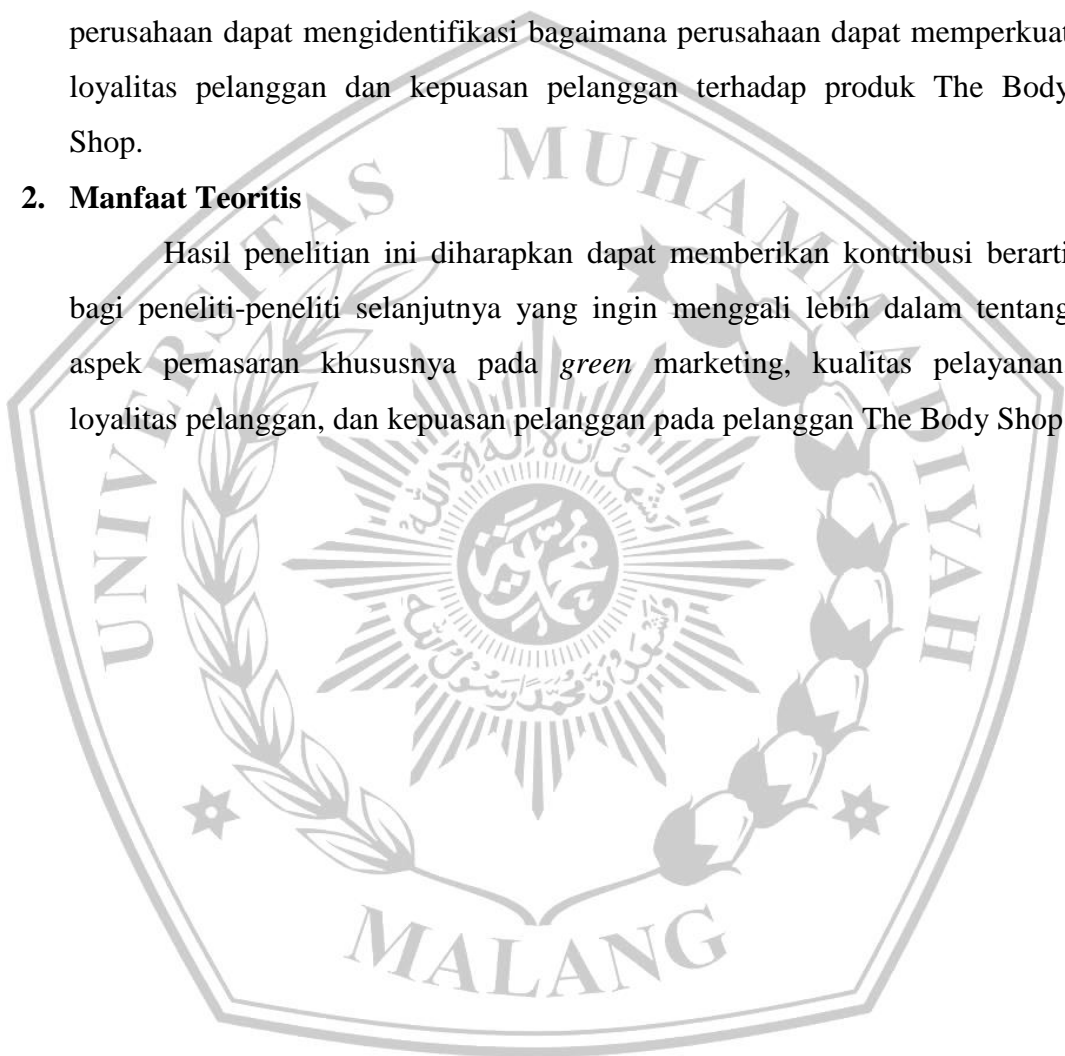 perusahaan dapat mengidentifikasi bagaimana perusahaan dapat memperkuat
loyalitas pelanggan dan kepuasan pelanggan terhadap produk The Body
Shop.
2. Manfaat Teoritis
Hasil penelitian ini diharapkan dapat memberikan kontribusi berarti
bagi peneliti-peneliti selanjutnya yang ingin menggali lebih dalam tentang
aspek pemasaran khususnya pada green marketing, kualitas pelayanan
loyalitas pelanggan, dan kepuasan pelanggan pada pelanggan The Body Shop
UNIVERSITAS MUHAMMADIYAH
MALANG